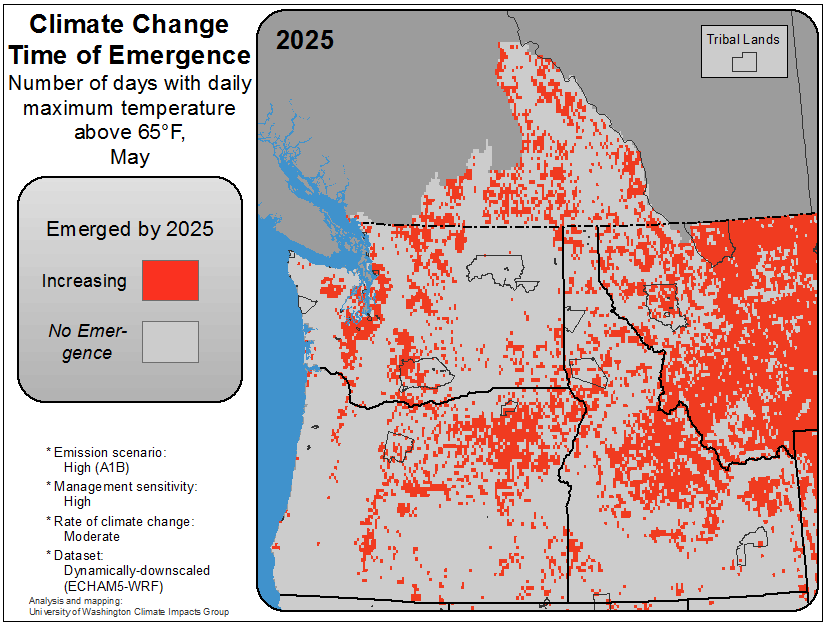 Climate Change
Time of Emergence
Number of days with daily
maximum temperature
above 65°F,
May
Emerged by 2025
Increasing
No Emer-
gence
* Emission scenario:
High (A1B)
* Management sensitivity:
High
* Rate of climate change:
Moderate
* Dataset:
Dynamically-downscaled
(ECHAM5-WRF)
Analysis and mapping:
University of Washington Climate Impacts Group
2025
Tribal Lands